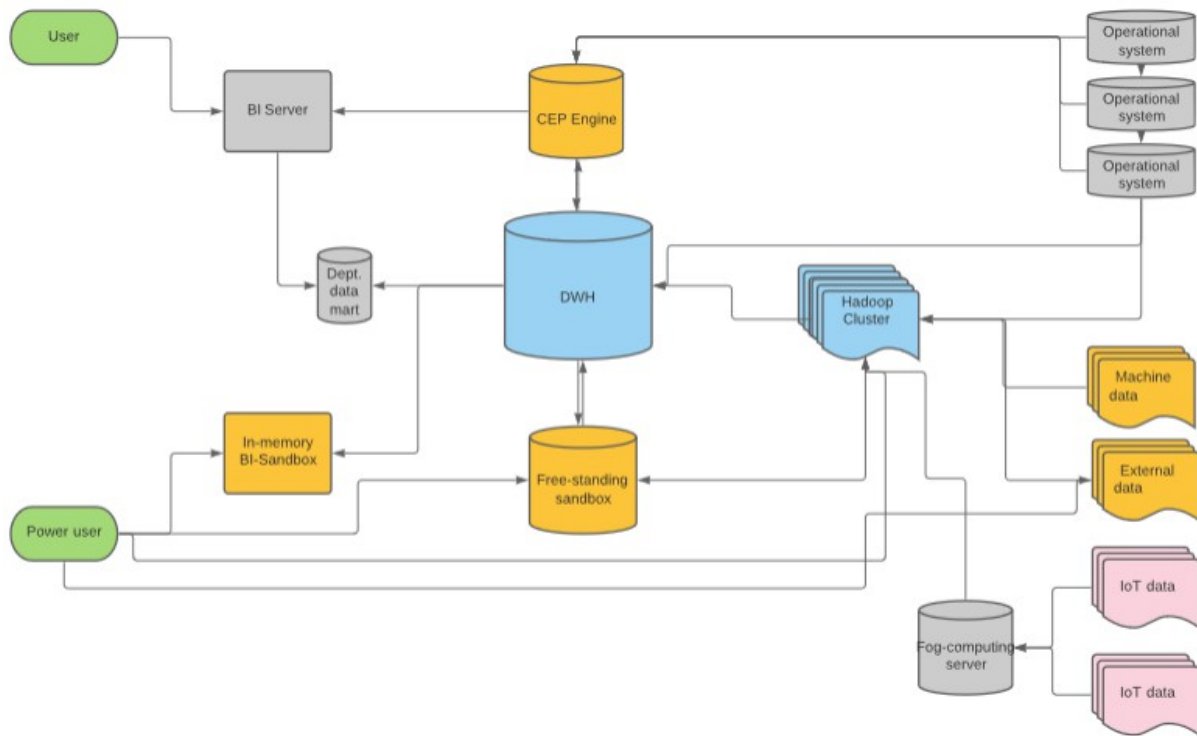 User
BI Server
CEP Engine
Operational
system
Operational
system
Operational
system
Dept.
data
mart
DWH
Hadoop
Cluster
Machine
data
In-memory
BI-Sandbox
Free-standing
sandbox
External
data
Power user
IoT data
Fog-computing
server
IoT data